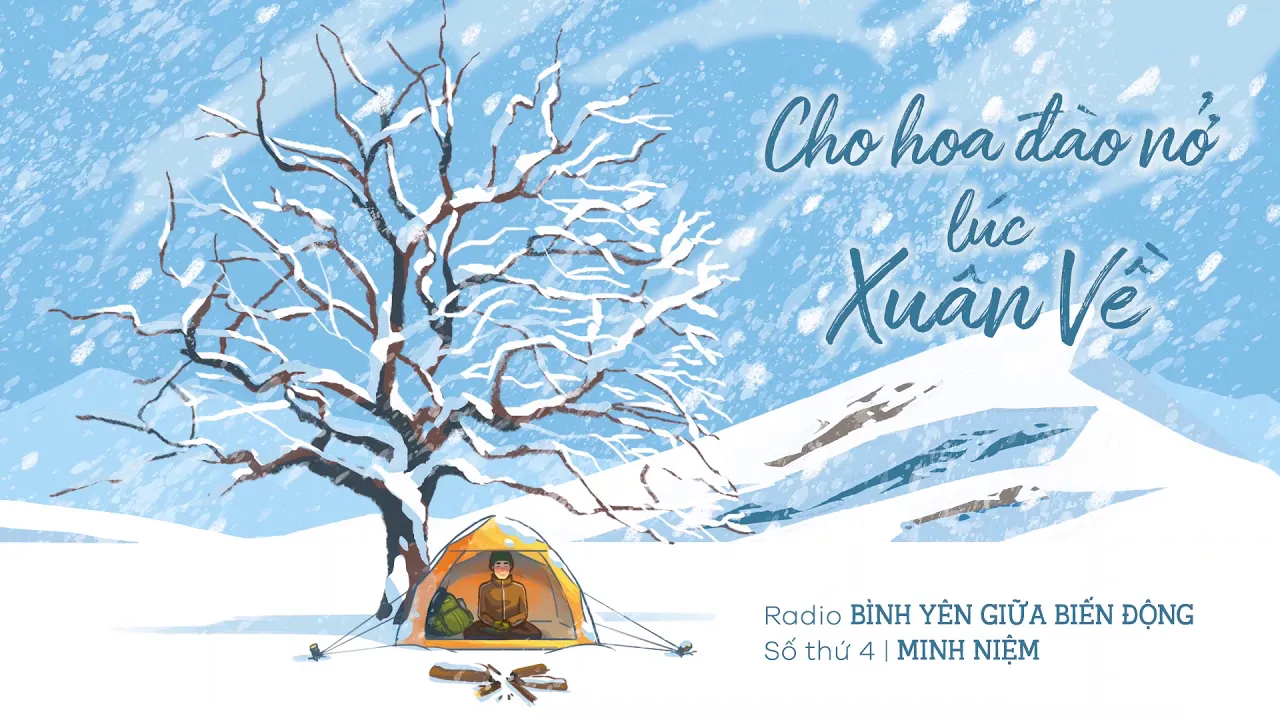 Cho hoa đào nở
lúc
Xuân Về
Radio BÌNH YÊN GIỮA BIẾN ĐỘNG
Số thứ 4 | MINH NIỆM